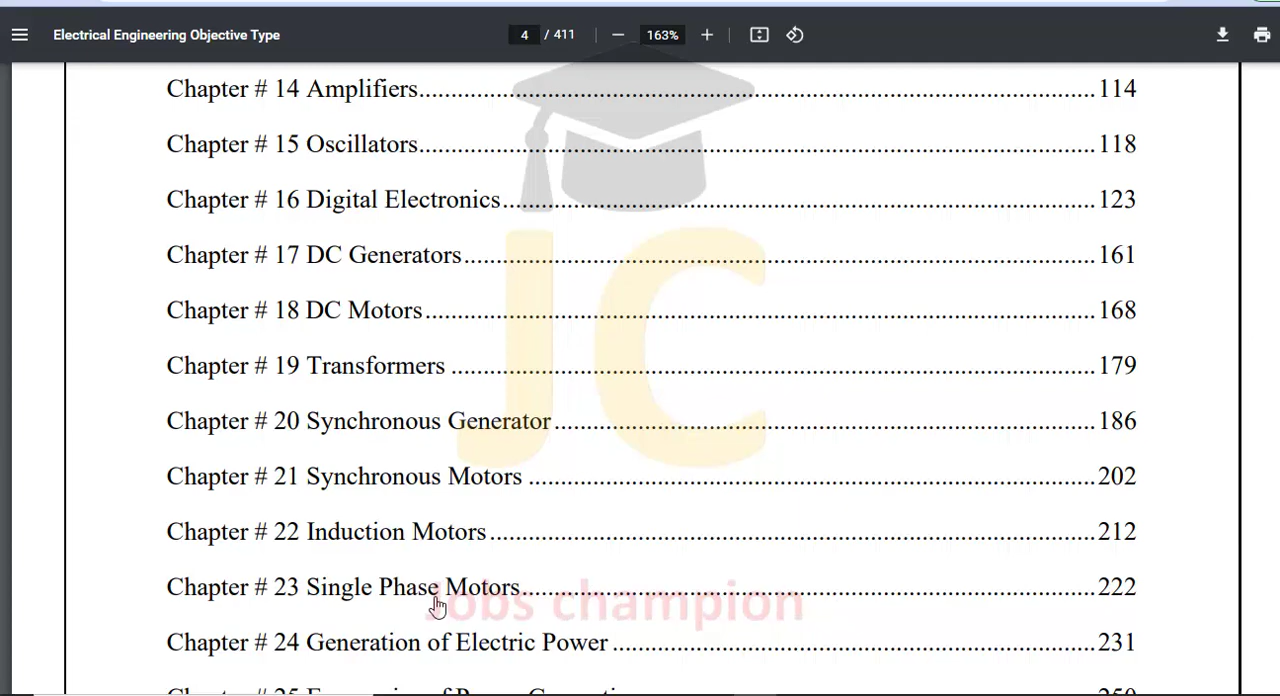 Electrical Engineering Objective Type
4 / 411
163%
Chapter # 14 Amplifiers....................................................................................................114
Chapter # 15 Oscillators....................................................................................................118
Chapter # 16 Digital Electronics.......................................................................................123
Chapter # 17 DC Generators.............................................................................................161
Chapter # 18 DC Motors...................................................................................................168
Chapter # 19 Transformers ...............................................................................................179
Chapter # 20 Synchronous Generator...............................................................................186
Chapter # 21 Synchronous Motors ...................................................................................202
Chapter # 22 Induction Motors.........................................................................................212
Chapter # 23 Single Phase Motors....................................................................................222
Chapter # 24 Generation of Electric Power ......................................................................231
JC
Jobs champion